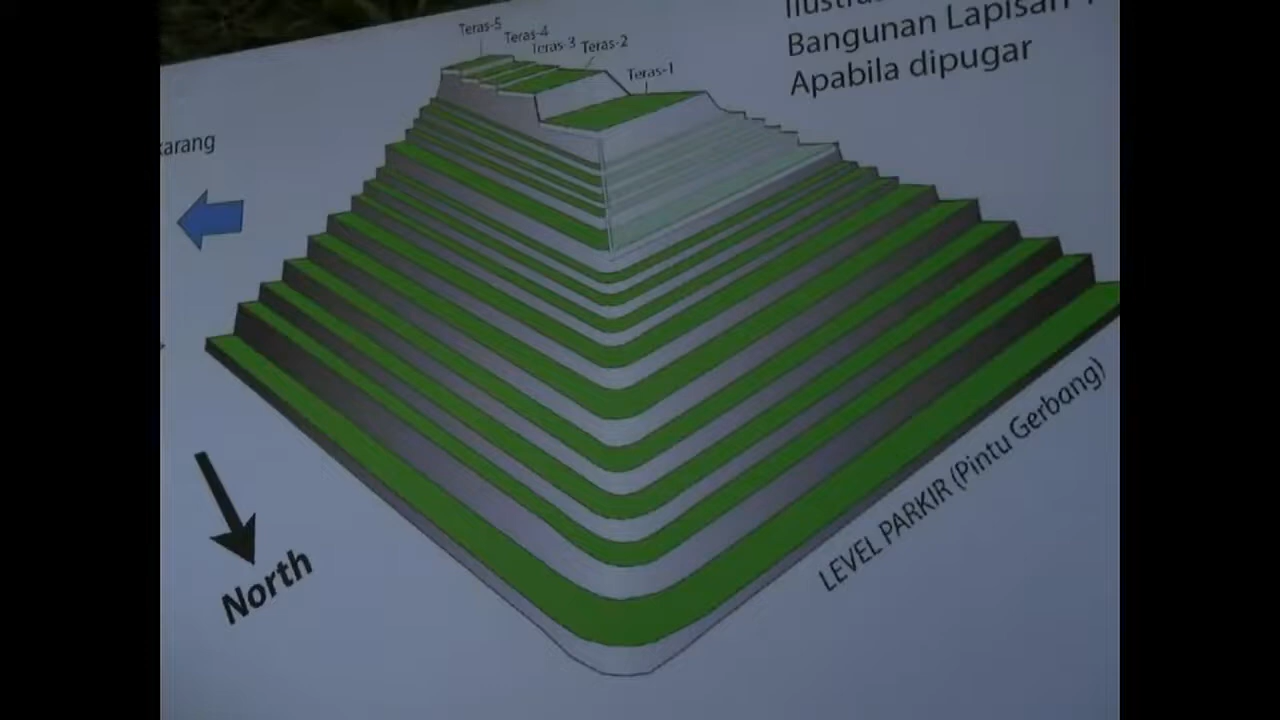 Bangunan Lapisan
Apabila dipugar
Teras-5
Teras-4
Teras-3
Teras-2
Teras-1
North
LEVEL PARKIR (Pintu Gerbang)